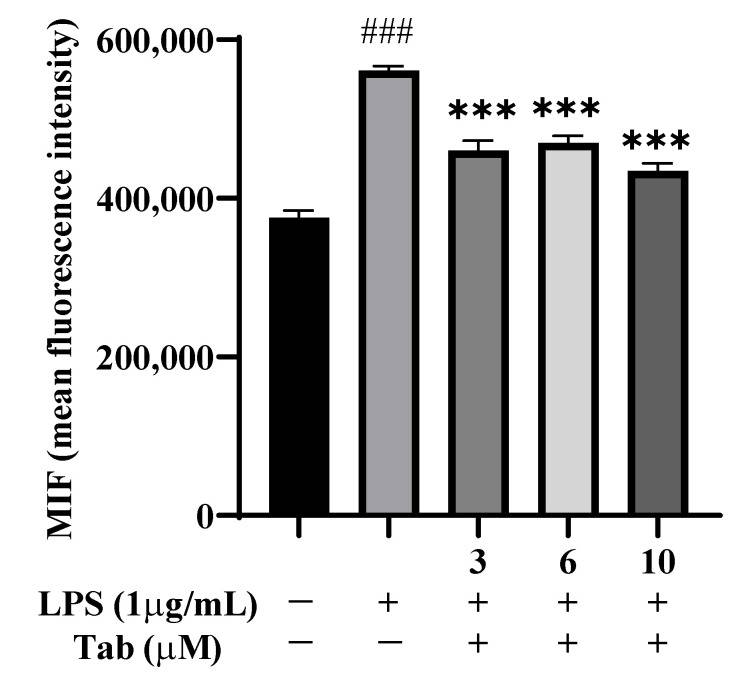 MIF (mean fluorescence intensity)
600,000
400,000
200,000
0
###
***
***
***
3 6 10
LPS (1μg/mL) − + + + +
Tab (μM) − − + + +